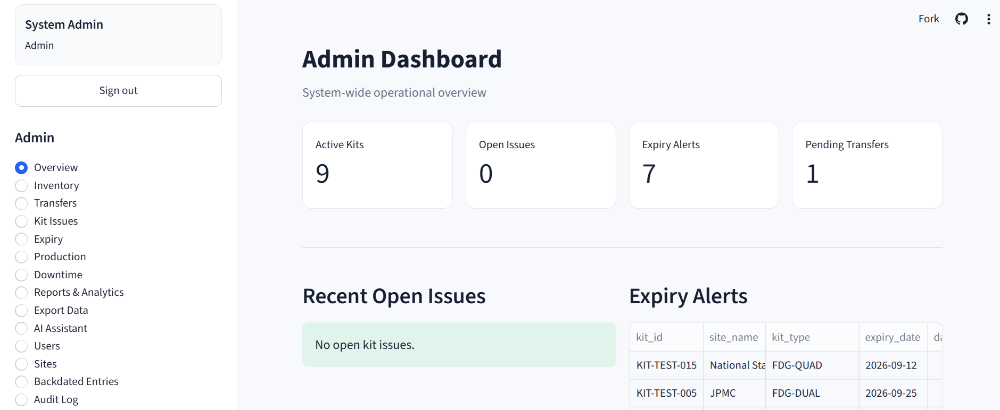 System Admin
Admin
Sign out
Admin
Overview
Inventory
Transfers
Kit Issues
Expiry
Production
Downtime
Reports & Analytics
Export Data
AI Assistant
Users
Sites
Backdated Entries
Audit Log
Fork
Admin Dashboard
System-wide operational overview
Active Kits
9
Open Issues
0
Expiry Alerts
7
Pending Transfers
1
Recent Open Issues
No open kit issues.
Expiry Alerts
kit_id site_name kit_type expiry_date da
KIT-TEST-015 National Sta FDG-QUAD 2026-09-12
KIT-TEST-005 JPMC FDG-DUAL 2026-09-25